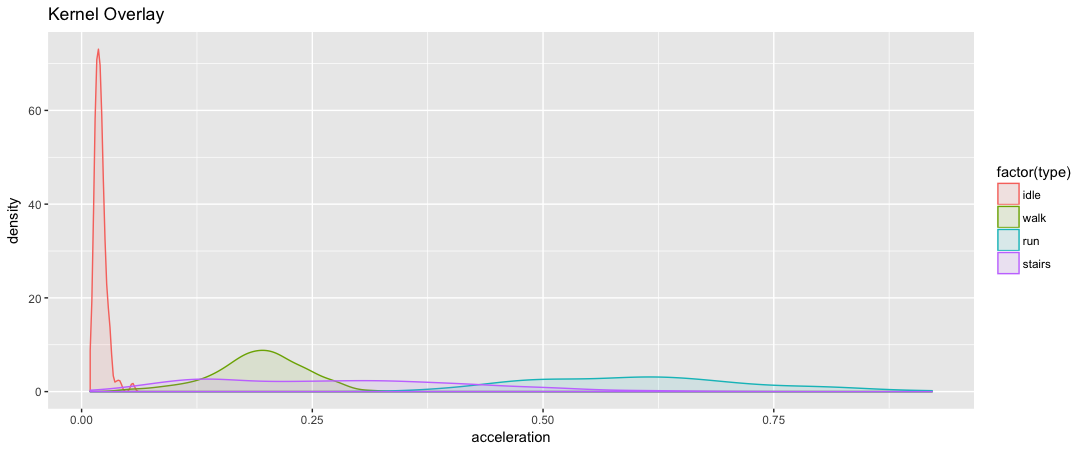 Kernel Overlay
density
60
40
20
0
0.00
0.25
0.50
0.75
acceleration
factor(type)
idle
walk
run
stairs